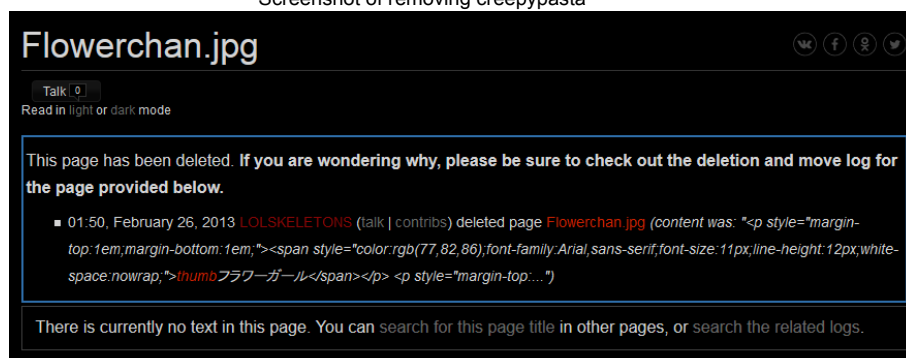 Screenshot of removing creepypasta
Flowerchan.jpg
Talk 0
Read in light or dark mode
This page has been deleted. If you are wondering why, please be sure to check out the deletion and move log for
the page provided below.
01:50, February 26, 2013 LOLSKELETONS (talk | contribs) deleted page Flowerchan.jpg (content was: "<p style="margin-
top:1em;margin-bottom:1em;"><span style="color:rgb(77,82,86);font-family:Arial,sans-serif;font-size:11px;line-height:12px;white-
space:nowrap;">thumbフラワーガール</span></p> <p style="margin-top:...")
There is currently no text in this page. You can search for this page title in other pages, or search the related logs.